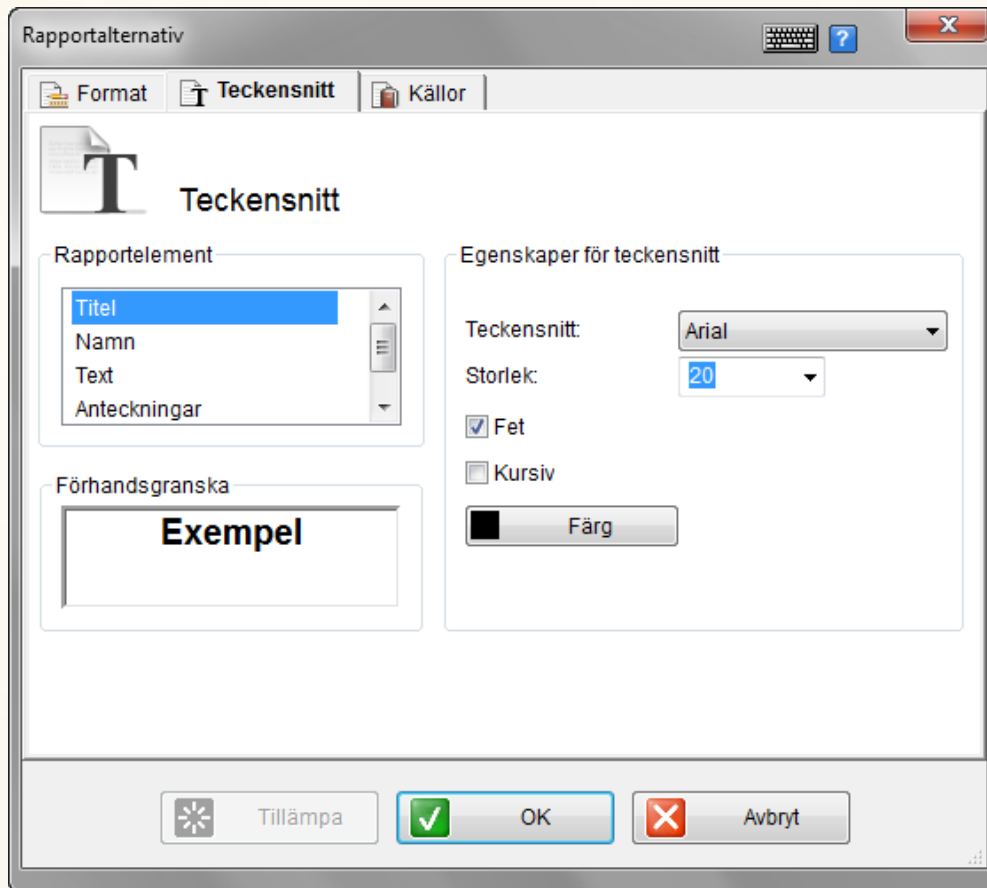 Rapportalternativ
Format Teckensnitt Källor
Teckensnitt
Rapportelement
Titel
Namn
Text
Anteckningar
Förhandsgranska
Exempel
Egenskaper för teckensnitt
Teckensnitt: Arial
Storlek: 20
Fet
Kursiv
Färg
Tillämpa OK Avbryt